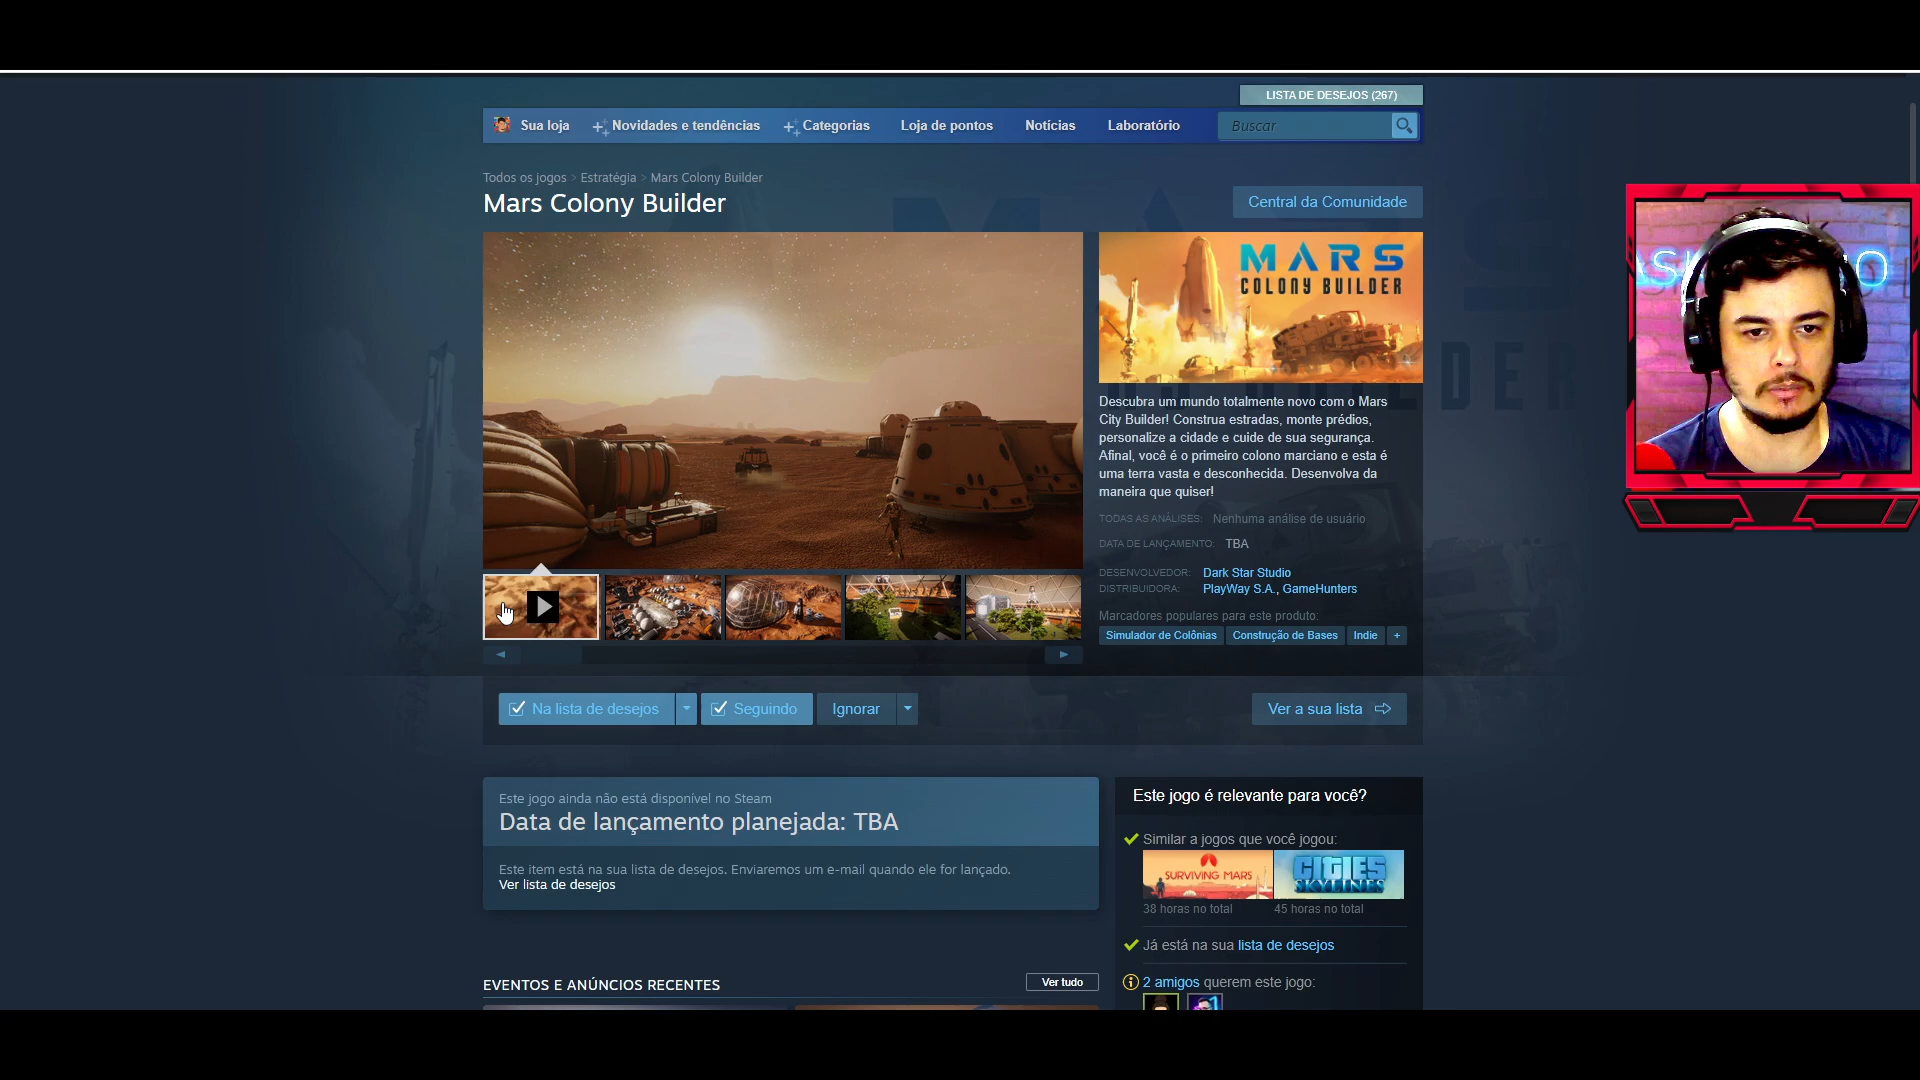 LISTA DE DESEJOS (267)
Sua loja Novidades e tendências Categorias Loja de pontos Notícias Laboratório Buscar
Todos os jogos > Estratégia > Mars Colony Builder
Mars Colony Builder
Central da Comunidade
MARS
COLONY BUILDER
Descubra um mundo totalmente novo com o Mars
City Builder! Construa estradas, monte prédios,
personalize a cidade e cuide de sua segurança.
Afinal, você é o primeiro colono marciano e esta é
uma terra vasta e desconhecida. Desenvolva da
maneira que quiser!
TODAS AS ANÁLISES: Nenhuma análise de usuário
DATA DE LANÇAMENTO: TBA
DESENVOLVEDOR: Dark Star Studio
DISTRIBUIDORA: PlayWay S.A., GameHunters
Marcadores populares para este produto:
Simulador de Colônias Construção de Bases Indie +
Na lista de desejos Seguindo Ignorar Ver a sua lista
Este jogo ainda não está disponível no Steam
Data de lançamento planejada: TBA
Este item está na sua lista de desejos. Enviaremos um e-mail quando ele for lançado.
Ver lista de desejos
EVENTOS E ANÚNCIOS RECENTES Ver tudo
Este jogo é relevante para você?
Similar a jogos que você jogou:
SURVIVING MARS
CITIES
SKYLINES
38 horas no total 45 horas no total
Já está na sua lista de desejos
2 amigos querem este jogo: